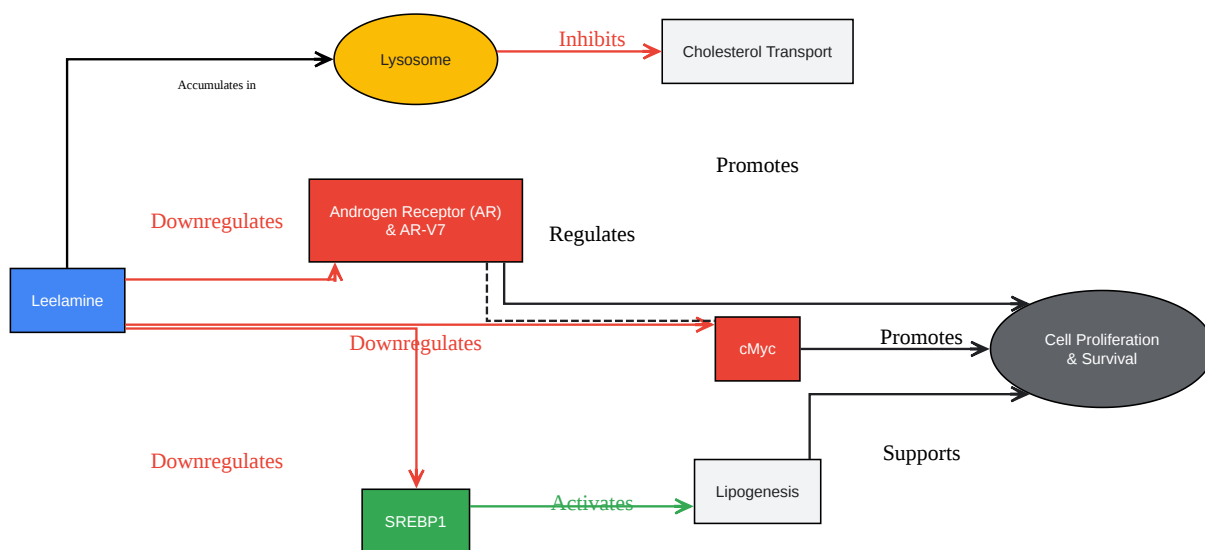 Inhibits
Lysosome
Cholesterol Transport
Accumulates in
Promotes
Androgen Receptor (AR)
& AR-V7
Downregulates
Regulates
Leelamine
Cell Proliferation
& Survival
Promotes
Downregulates
cMyc
Supports
Downregulates
Lipogenesis
Activates
SREBP1